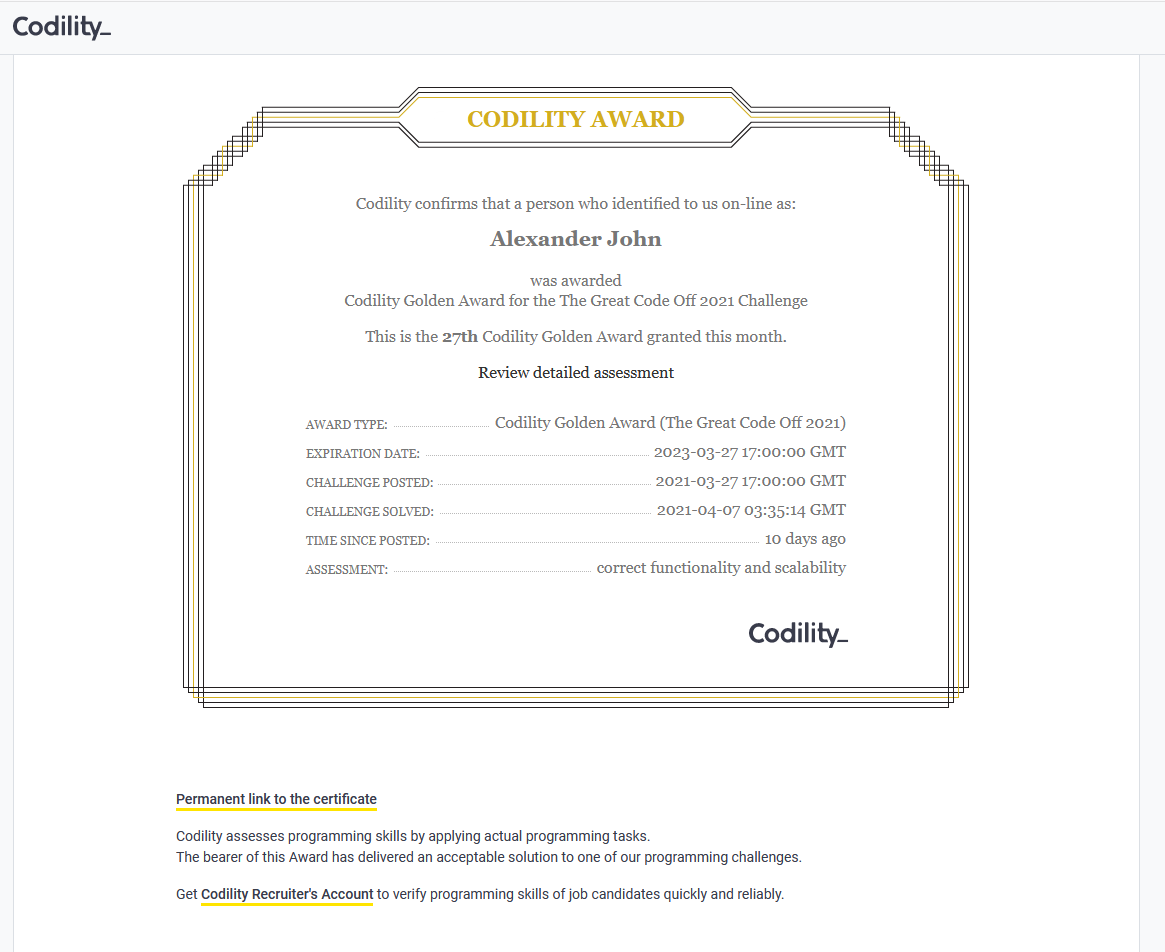 Codility_
CODILITY AWARD
Codility confirms that a person who identified to us on-line as:
Alexander John
was awarded
Codility Golden Award for the The Great Code Off 2021 Challenge
This is the 27th Codility Golden Award granted this month.
Review detailed assessment
AWARD TYPE: Codility Golden Award (The Great Code Off 2021)
EXPIRATION DATE: 2023-03-27 17:00:00 GMT
CHALLENGE POSTED: 2021-03-27 17:00:00 GMT
CHALLENGE SOLVED: 2021-04-07 03:35:14 GMT
TIME SINCE POSTED: 10 days ago
ASSESSMENT: correct functionality and scalability
Codility_
Permanent link to the certificate
Codility assesses programming skills by applying actual programming tasks.
The bearer of this Award has delivered an acceptable solution to one of our programming challenges.
Get Codility Recruiter's Account to verify programming skills of job candidates quickly and reliably.